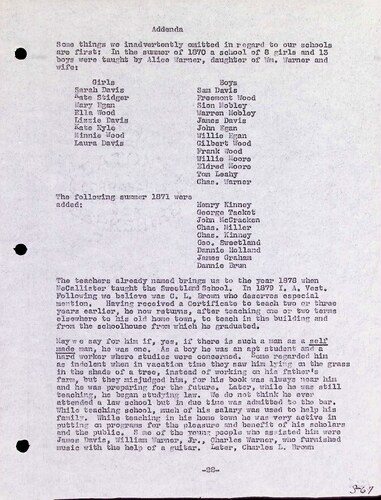 Addenda
Some things we inadvertently omitted in regard to our schools
are first: In the summer of 1870 a school of 8 girls and 13
boys were taught by Alice Warner, daughter of Wm. Warner and
wife:
Girls Boys
Sarah Davis Sam Davis
Kate Stidger Freemont Wood
Mary Egan Sion Mobley
Ella Wood Warren Mobley
Lizzie Davis James Davis
Kate Kyle John Egan
Minnie Wood Willie Egan
Laura Davis Gilbert Wood
Frank Wood
Willie Moore
Eldred Moore
Tom Leahy
Chas. Warner
The following summer 1871 were
added: Henry Kinney
George Tacket
John McCracken
Chas. Miller
Chas. Kinney
Geo. Sweetland
Dannie Holland
James Graham
Dannie Brun
The teachers already named brings us to the year 1878 when
McCallister taught the Sweetland School. In 1879 I. A. West.
Following we believe was C. L. Brown who deserves especial
mention. Having received a Certificate to teach two or three
years earlier, he now returns, after teaching one or two terms
elsewhere to his old home town, to teach in the building and
from the schoolhouse from which he graduated.
May we say for him if, yes, if there is such a man as a self
made man, he was one. As a boy he was an apt student and a
hard worker where studies were concerned. Some regarded him
as indolent when in vacation time they saw him lying on the grass
in the shade of a tree, instead of working on his father's
farm, but they misjudged him, for his book was always near him
and he was preparing for the future. Later, while he was still
teaching, he began studying law. We do not think he ever
attended a law school but in due time was admitted to the bar.
While teaching school, much of his salary was used to help his
family. While teaching in his home town he was very active in
putting on programs for the pleasure and benefit of his scholars
and the public. Some of the young people who assisted him were
James Davis, William Warner, Jr., Charles Warner, who furnished
music with the help of a guitar. Later, Charles L. Brown
-28-